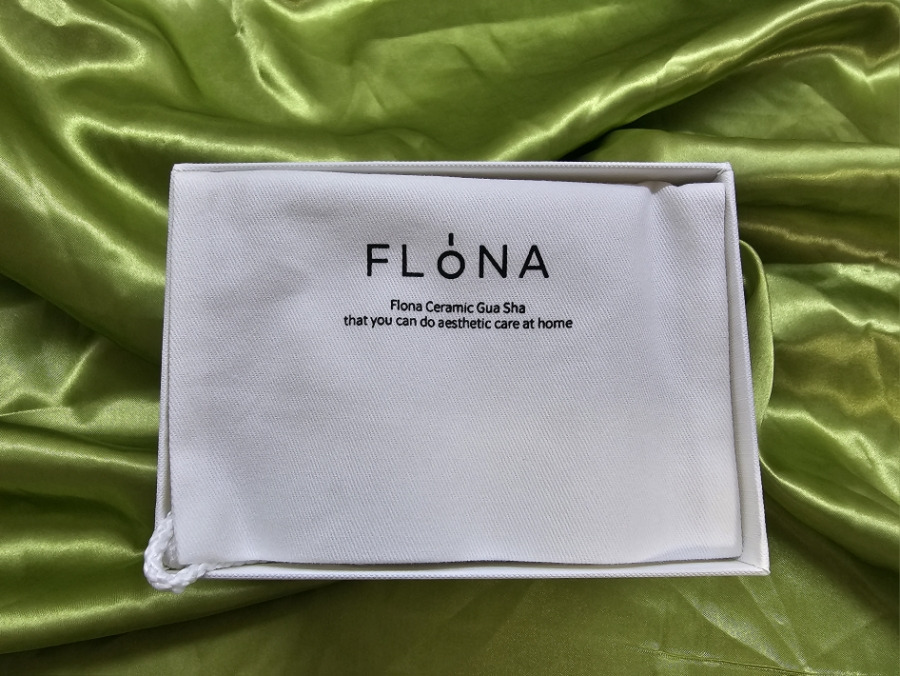 FLONA
Flona Ceramic Gua Sha
that you can do aesthetic care at home